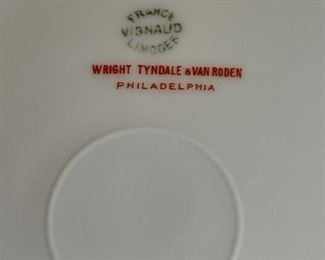 FRANCE
VIGNAUD
LIMOGES
WRIGHT TYNDALE & VAN RODEN
PHILADELPHIA